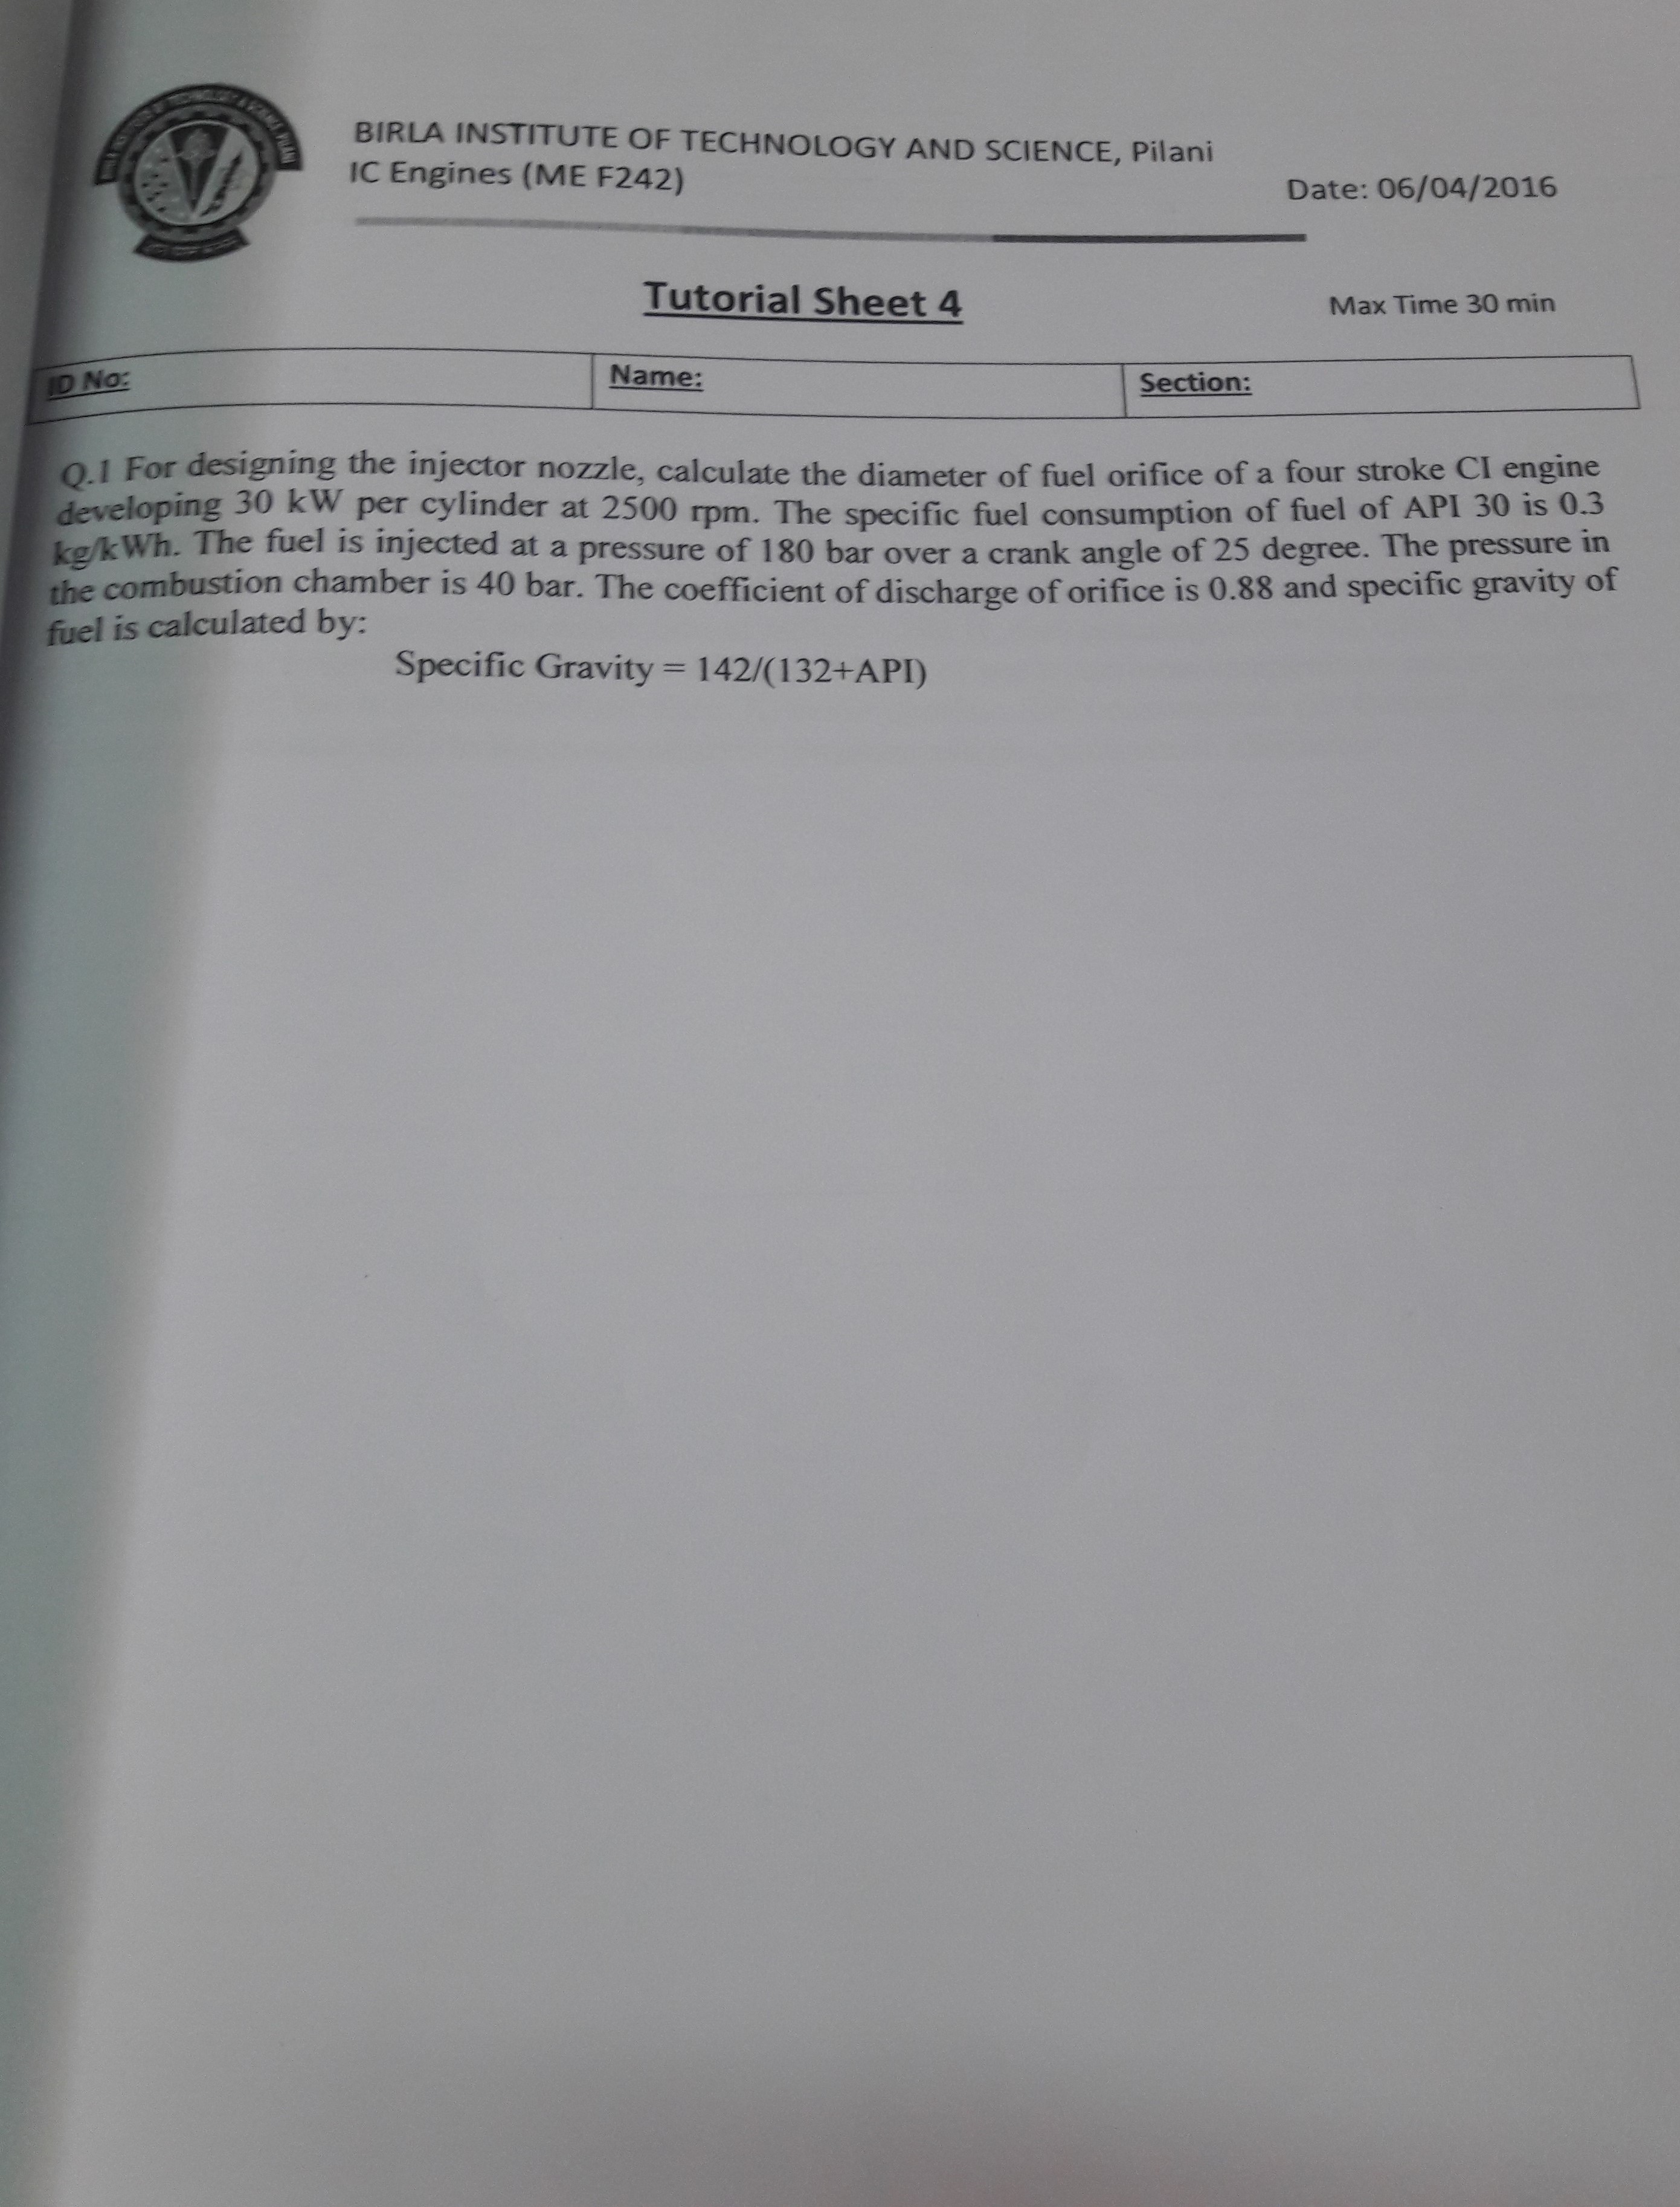 BIRLA INSTITUTE OF TECHNOLOGY AND SCIENCE, Pilani
IC Engines (ME F242)
Date: 06/04/2016
Tutorial Sheet 4
Max Time 30 min
ID No:
Name:
Section:
Q.1 For designing the injector nozzle, calculate the diameter of fuel orifice of a four stroke CI engine
developing 30 kW per cylinder at 2500 rpm. The specific fuel consumption of fuel of API 30 is 0.3
kg/kWh. The fuel is injected at a pressure of 180 bar over a crank angle of 25 degree. The pressure in
the combustion chamber is 40 bar. The coefficient of discharge of orifice is 0.88 and specific gravity of
fuel is calculated by:
Specific Gravity = 142/(132+API)